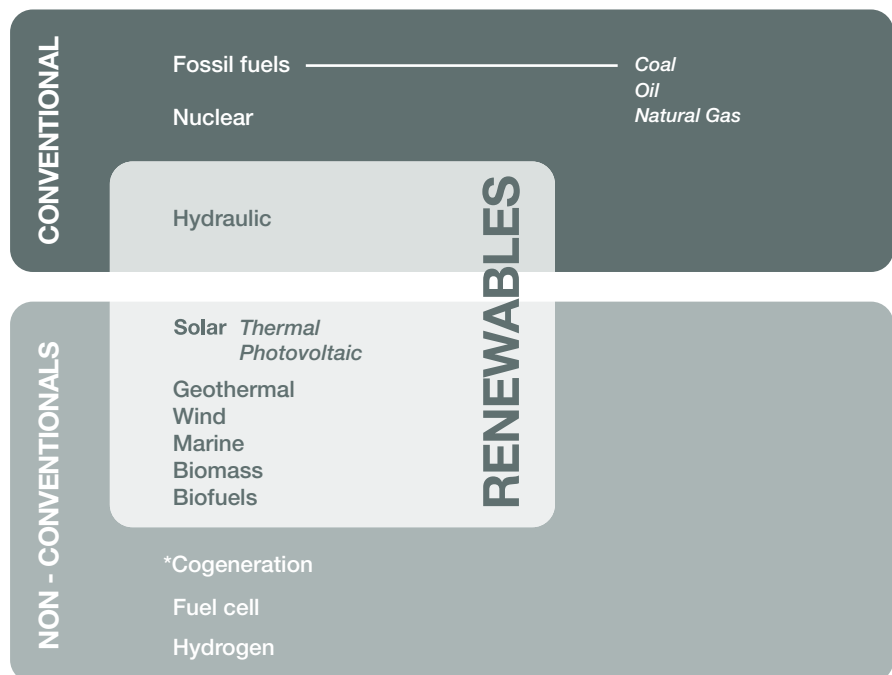 CONVENTIONAL
Fossil fuels
Coal
Oil
Natural Gas
Nuclear
Hydraulic
RENEWABLES
NON - CONVENTIONALS
Solar Thermal
Photovoltaic
Geothermal
Wind
Marine
Biomass
Biofuels
*Cogeneration
Fuel cell
Hydrogen